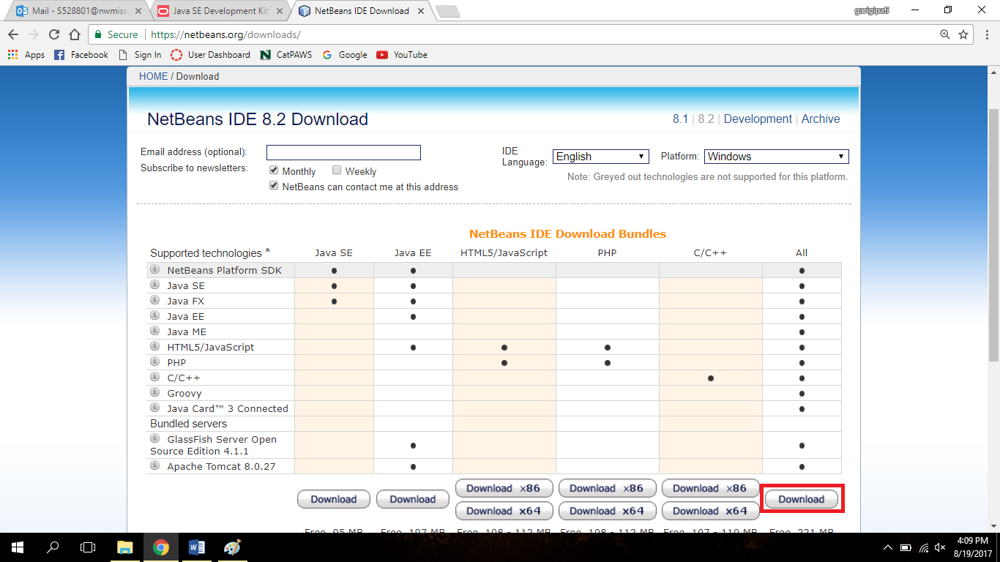 Mail - S528801@nwmiss
Java SE Development Kit
NetBeans IDE Download
garigipati
Secure
https://netbeans.org/downloads/
Apps
Facebook
Sign In
User Dashboard
CatPAWS
Google
YouTube
HOME / Download
NetBeans IDE 8.2 Download
8.1 | 8.2 | Development | Archive
Email address (optional):
IDE Language:
English
Platform:
Windows
Subscribe to newsletters:
Monthly
Weekly
Note: Greyed out technologies are not supported for this platform.
NetBeans can contact me at this address
NetBeans IDE Download Bundles
Supported technologies * Java SE Java EE HTML5/JavaScript PHP C/C++ All
NetBeans Platform SDK • • •
Java SE • • •
Java FX • • •
Java EE • •
Java ME •
HTML5/JavaScript • • • •
PHP • • •
C/C++ • •
Groovy •
Java Card™ 3 Connected •
Bundled servers
GlassFish Server Open
Source Edition 4.1.1 • •
Apache Tomcat 8.0.27 • •
Download x86 Download x86 Download x86
Download Download Download
Download x64 Download x64 Download x64
Free, 95 MB Free, 197 MB Free, 108 - 112 MB Free, 108 - 112 MB Free, 107 - 110 MB Free, 221 MB
4:09 PM
8/19/2017